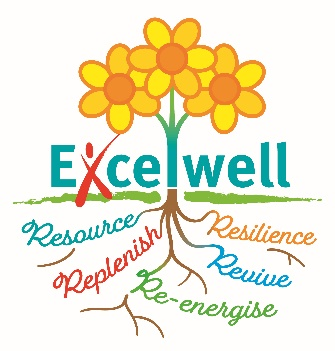 Excelwell
Resource
Resilience
Replenish
Revive
Re-energise